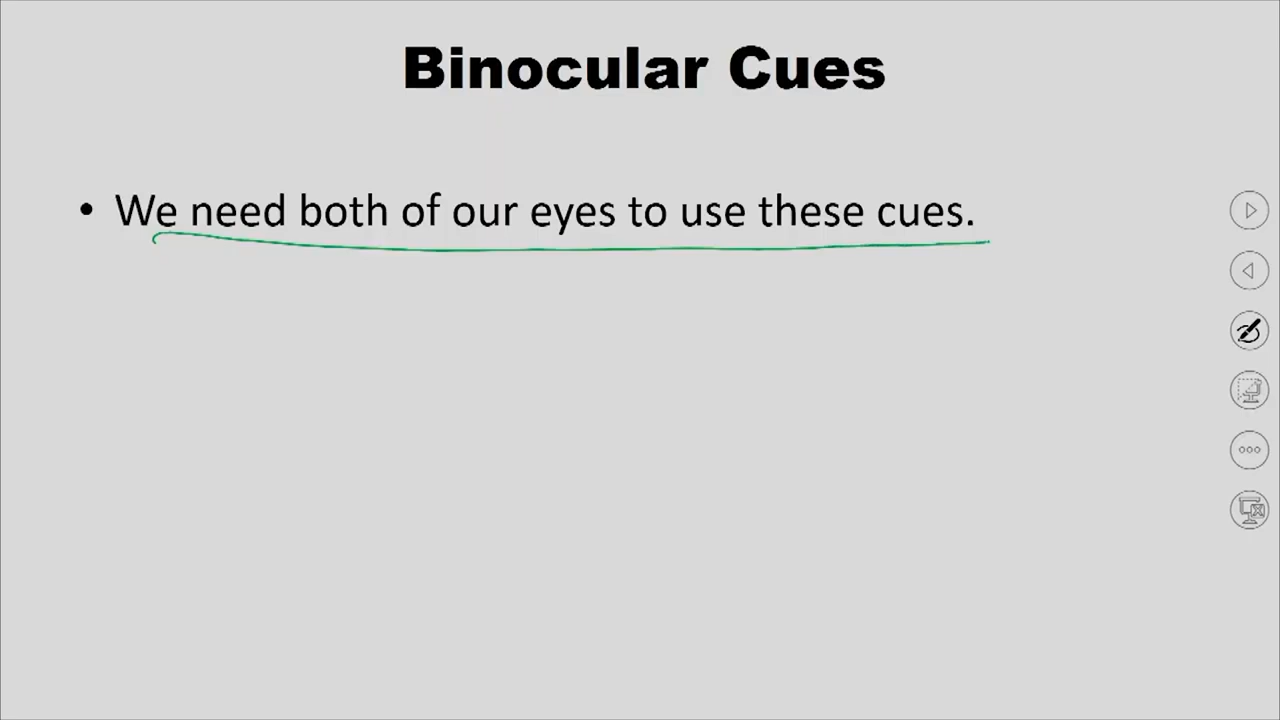 Binocular Cues
• We need both of our eyes to use these cues.